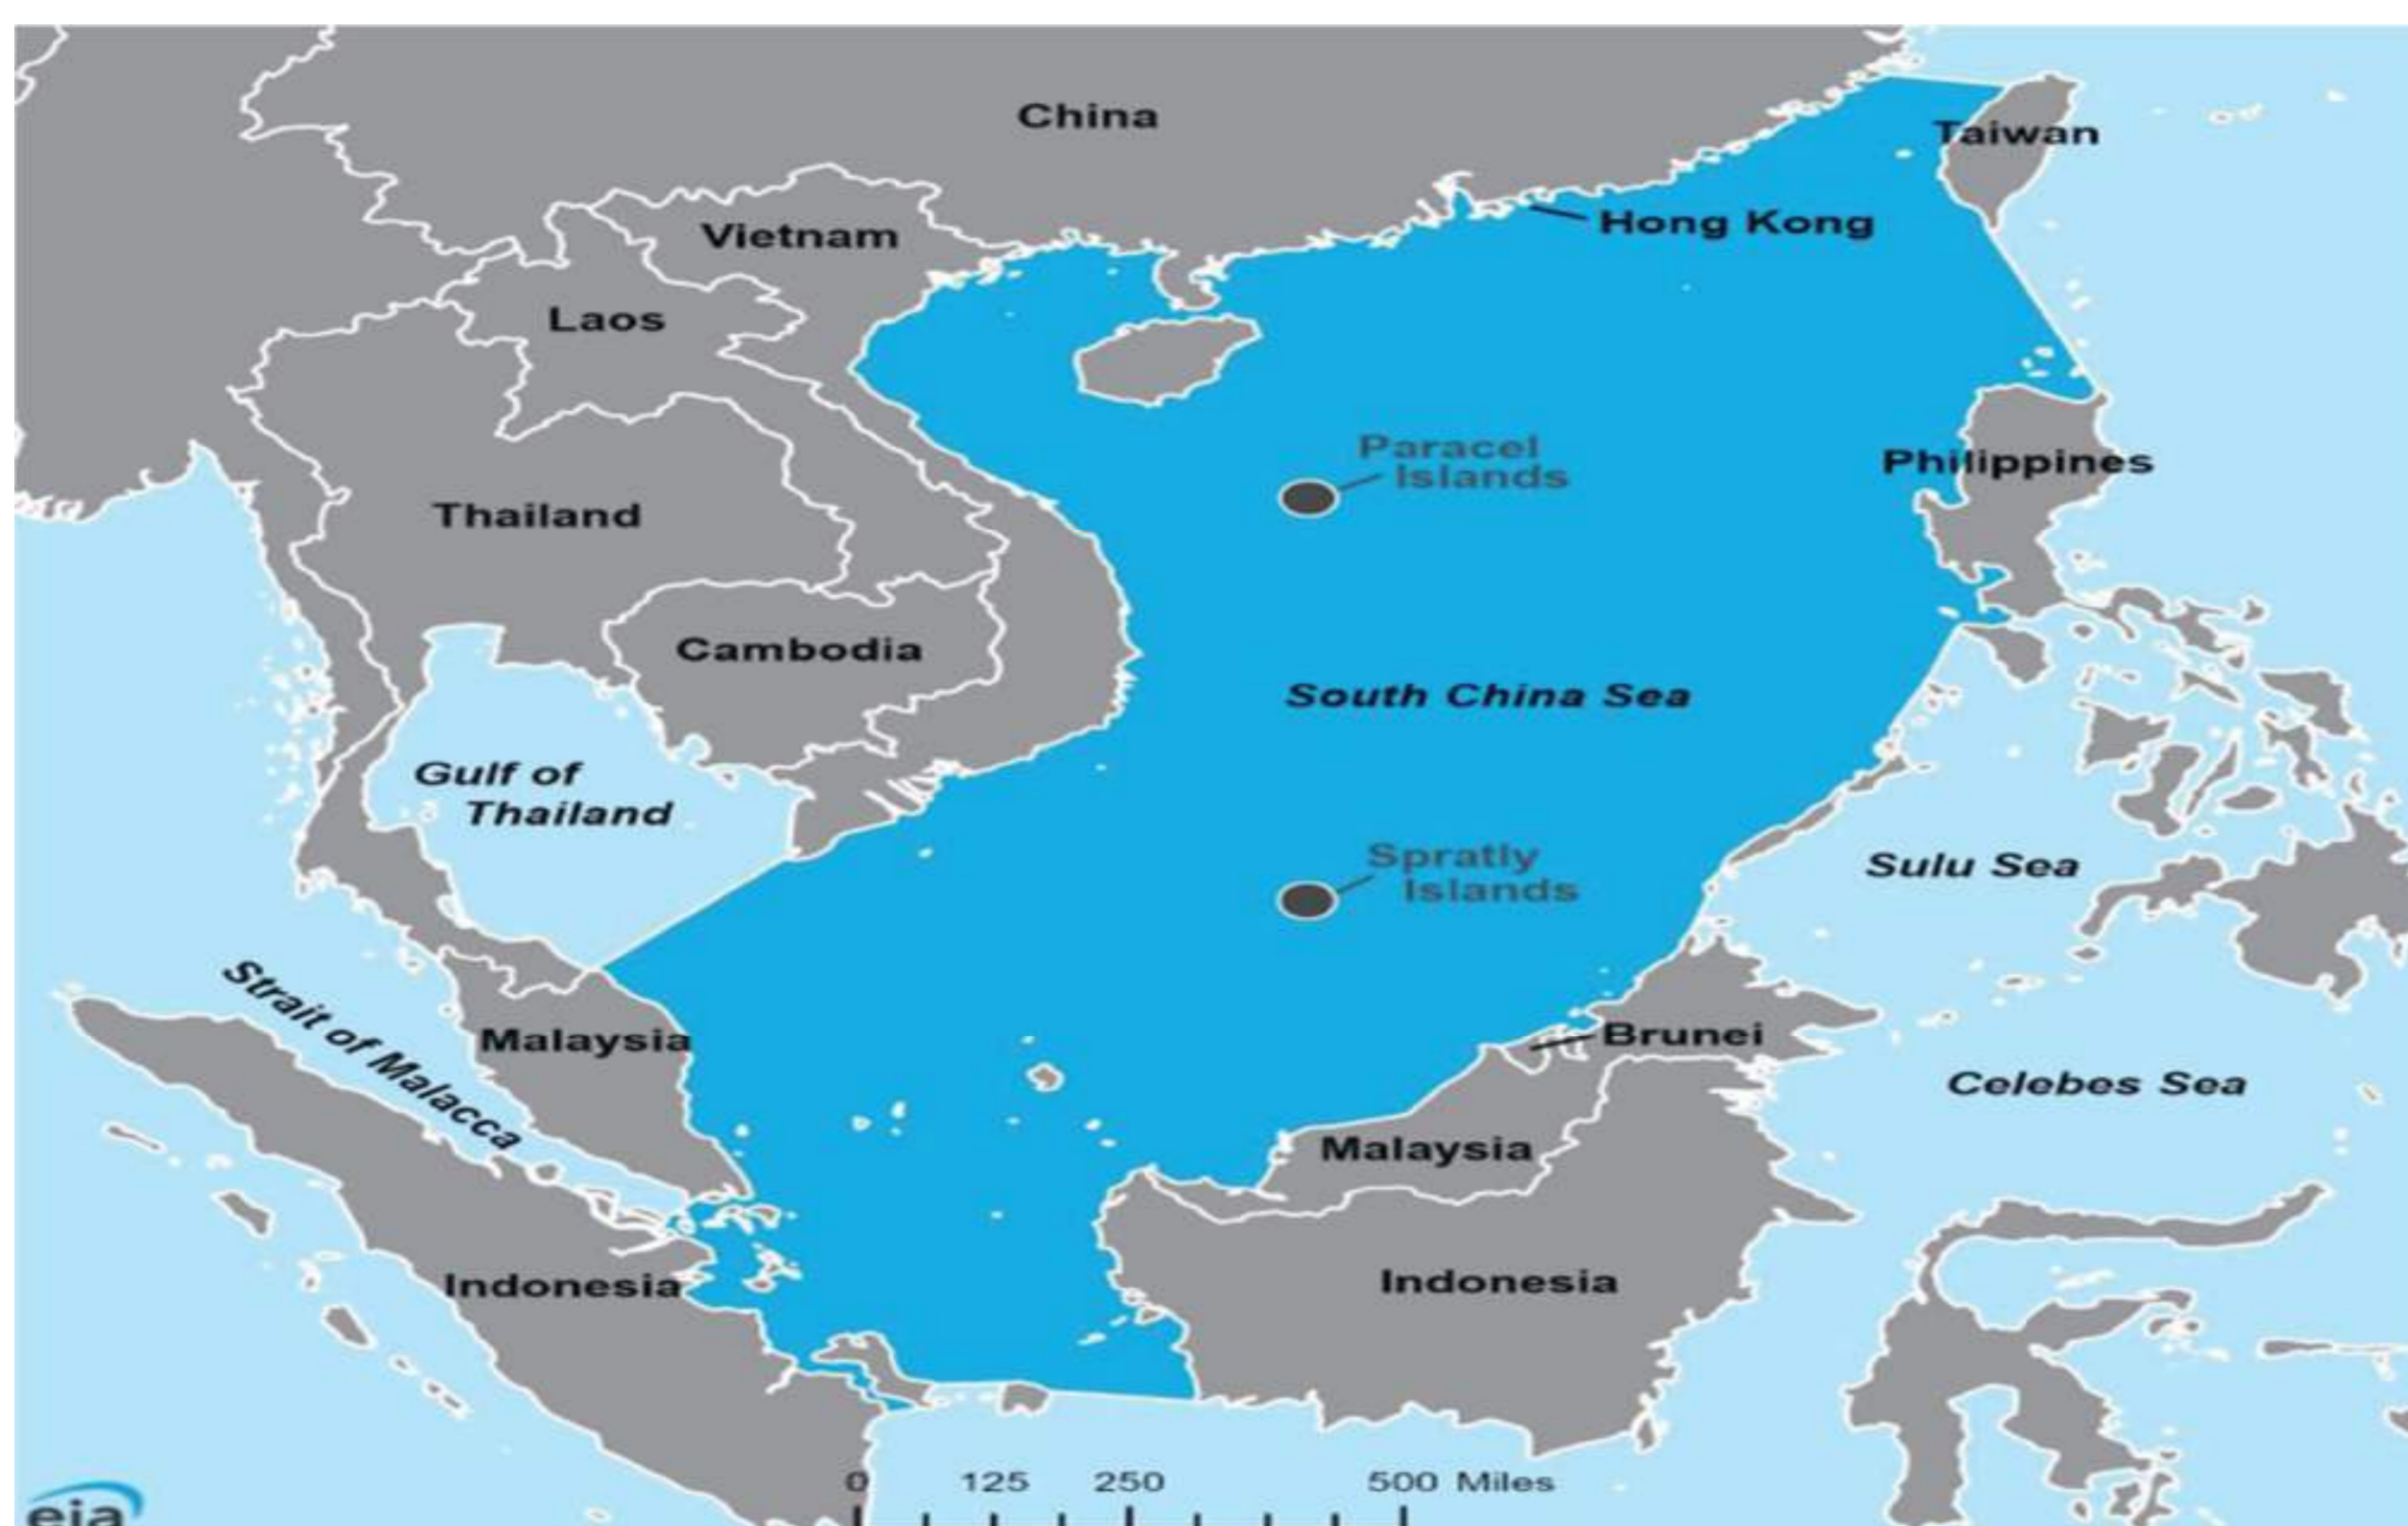 China
Taiwan
Vietnam
Hong Kong
Laos
Paracel
Islands
Philippines
Thailand
Cambodia
South China Sea
Gulf of
Thailand
Spratly
Islands
Sulu Sea
Strait of Malacca
Malaysia
Brunei
Celebes Sea
Malaysia
Indonesia
Indonesia
0 125 250 500 Miles
eia